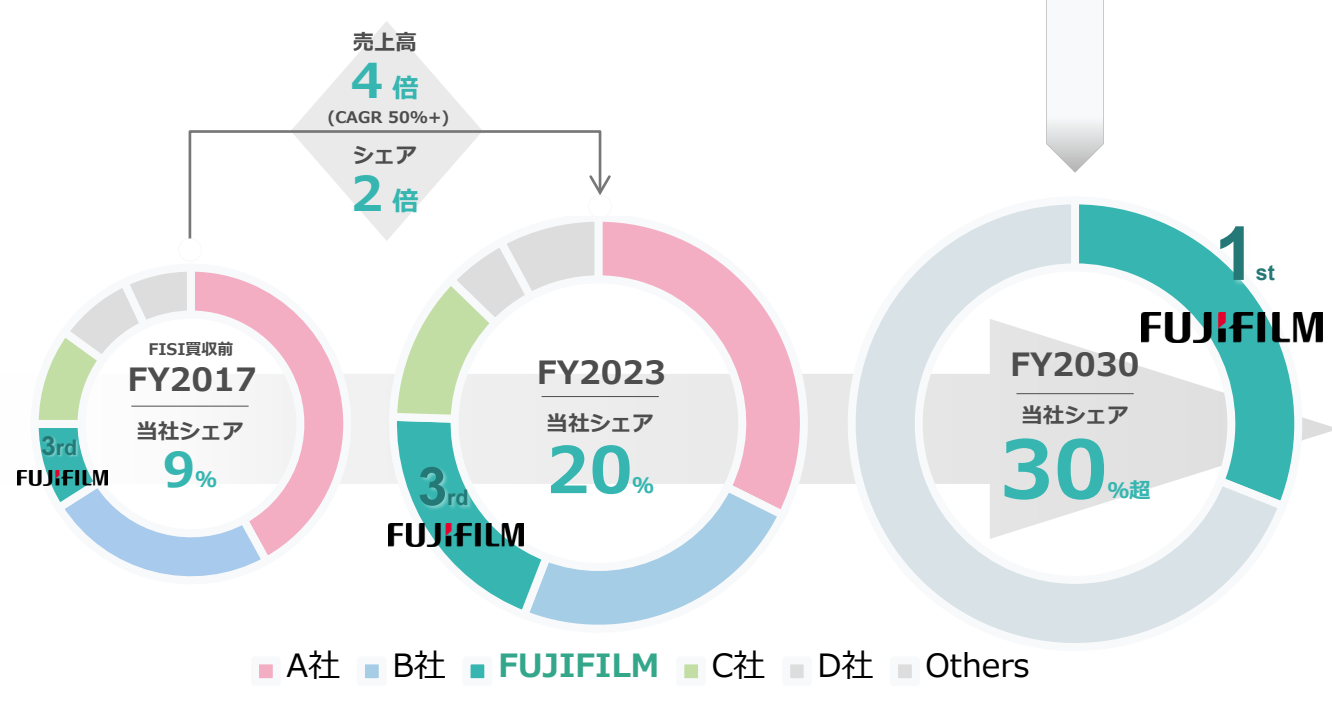 売上高
4 倍
(CAGR 50%+)
シェア
2 倍
FISI買収前
FY2017
当社シェア
9%
3rd
FUJIFILM
FY2023
当社シェア
20%
3rd
FUJIFILM
FY2030
当社シェア
30%超
1st
FUJIFILM
A社 B社 FUJIFILM C社 D社 Others